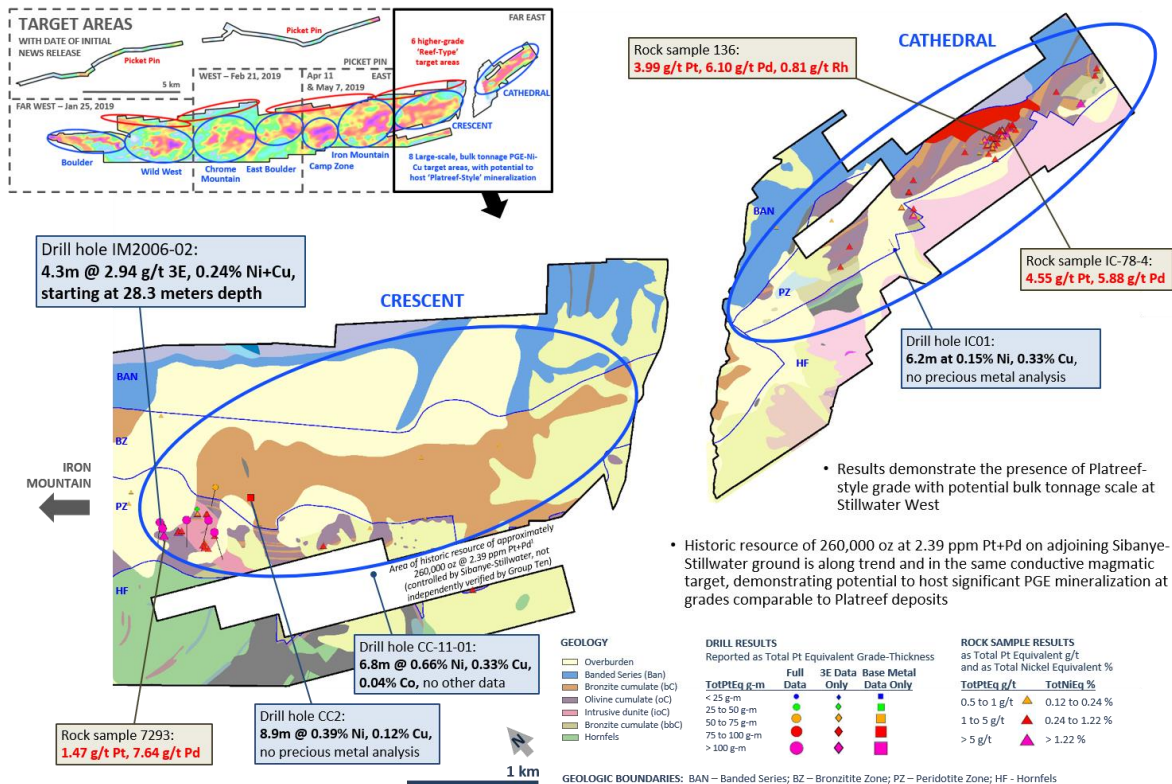 TARGET AREAS
WITH DATE OF INITIAL
NEWS RELEASE
Picket Pin
Picket Pin
5 km
FAR WEST – Jan 25, 2019
WEST – Feb 21, 2019
PICKET PIN
Apr 11
& May 7, 2019
EAST
FAR EAST
6 higher-grade
'Reef-Type'
target areas
CATHEDRAL
CRESCENT
Boulder
Wild West
Chrome
Mountain
East Boulder
Camp Zone
Iron Mountain
8 Large-scale, bulk tonnage PGE-Ni-
Cu target areas, with potential to
host 'Platreef-Style' mineralization
Rock sample 136:
3.99 g/t Pt, 6.10 g/t Pd, 0.81 g/t Rh
CATHEDRAL
BAN
PZ
HF
Rock sample IC-78-4:
4.55 g/t Pt, 5.88 g/t Pd
Drill hole IC01:
6.2m at 0.15% Ni, 0.33% Cu,
no precious metal analysis
Drill hole IM2006-02:
4.3m @ 2.94 g/t 3E, 0.24% Ni+Cu,
starting at 28.3 meters depth
CRESCENT
BAN
BZ
PZ
HF
IRON
MOUNTAIN
Area of historic resource of approximately
260,000 oz @ 2.39 ppm Pt+Pd¹
(controlled by Sibanye-Stillwater, not
independently verified by Group Ten)
Drill hole CC-11-01:
6.8m @ 0.66% Ni, 0.33% Cu,
0.04% Co, no other data
Drill hole CC2:
8.9m @ 0.39% Ni, 0.12% Cu,
no precious metal analysis
Rock sample 7293:
1.47 g/t Pt, 7.64 g/t Pd
N
1 km
• Results demonstrate the presence of Platreef-
style grade with potential bulk tonnage scale at
Stillwater West
• Historic resource of 260,000 oz at 2.39 ppm Pt+Pd on adjoining Sibanye-
Stillwater ground is along trend and in the same conductive magmatic
target, demonstrating potential to host significant PGE mineralization at
grades comparable to Platreef deposits
GEOLOGY
Overburden
Banded Series (Ban)
Bronzite cumulate (bC)
Olivine cumulate (oC)
Intrusive dunite (ioC)
Bronzite cumulate (bbC)
Hornfels
DRILL RESULTS
Reported as Total Pt Equivalent Grade-Thickness
TotPtEq g-m Full Data 3E Data Only Base Metal Data Only
< 25 g-m
25 to 50 g-m
50 to 75 g-m
75 to 100 g-m
> 100 g-m
ROCK SAMPLE RESULTS
as Total Pt Equivalent g/t
and as Total Nickel Equivalent %
TotPtEq g/t TotNiEq %
0.5 to 1 g/t 0.12 to 0.24 %
1 to 5 g/t 0.24 to 1.22 %
> 5 g/t > 1.22 %
GEOLOGIC BOUNDARIES: BAN – Banded Series; BZ – Bronzitite Zone; PZ – Peridotite Zone; HF - Hornfels